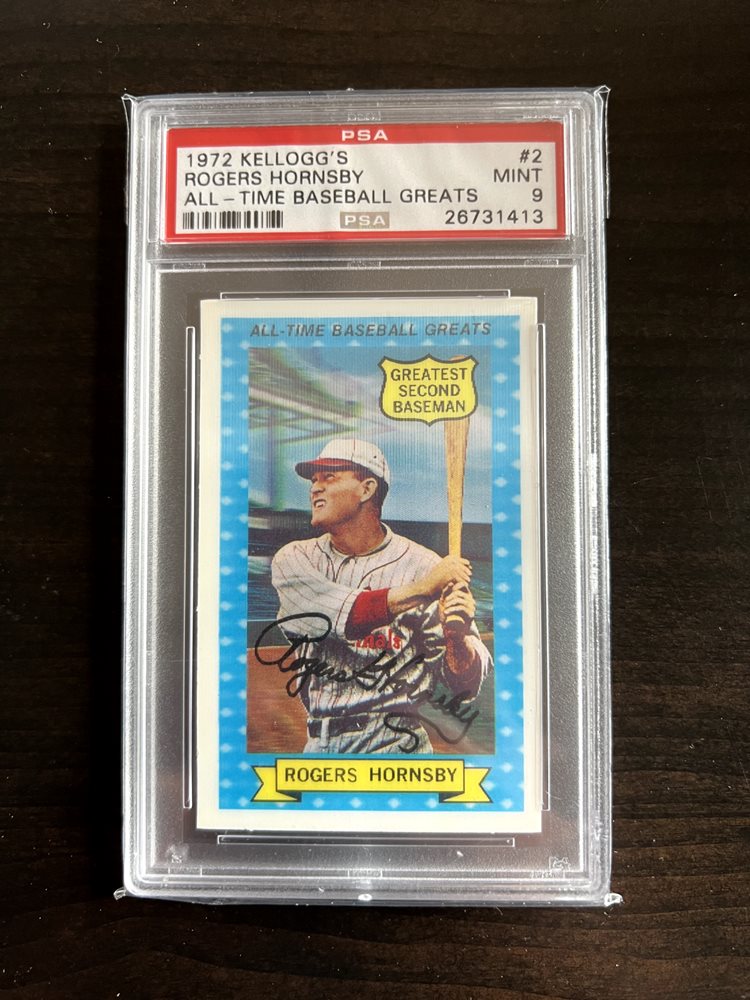 PSA
1972 KELLOGG'S #2
ROGERS HORNSBY MINT
ALL-TIME BASEBALL GREATS 9
PSA 26731413
ALL-TIME BASEBALL GREATS
GREATEST
SECOND
BASEMAN
Rogers Hornsby
ROGERS HORNSBY